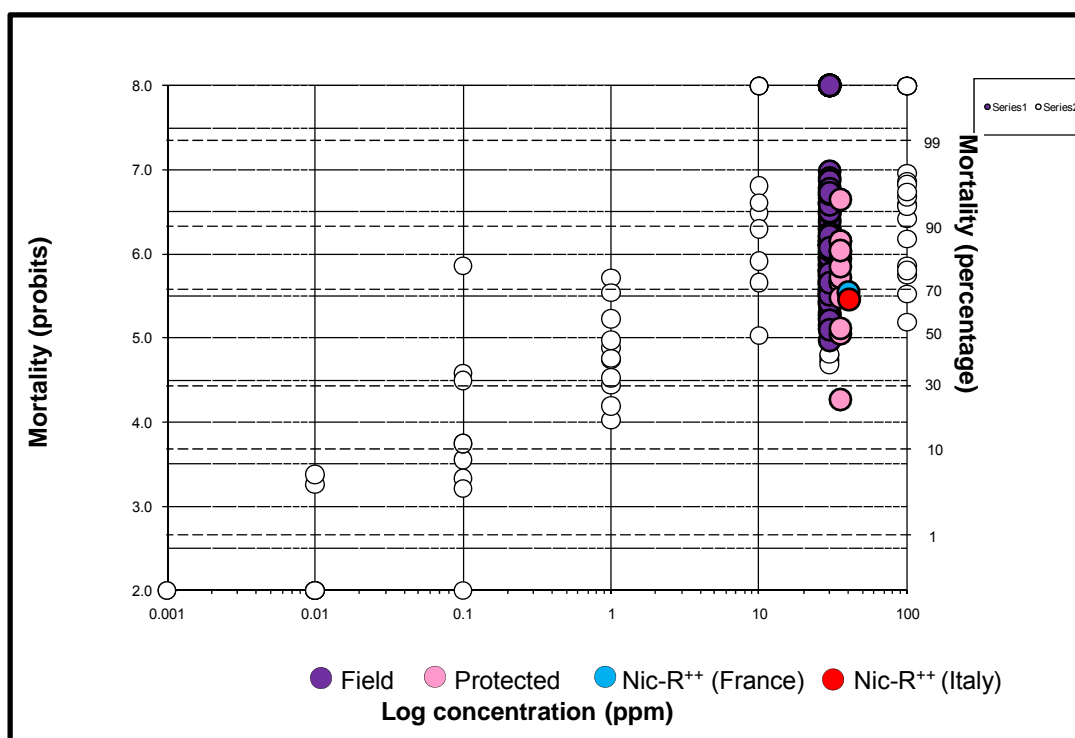 8.0
7.0
6.0
5.0
4.0
3.0
2.0
Mortality (probits)
99
90
70
50
30
10
1
Mortality (percentage)
Series1 Series2
0.001 0.01 0.1 1 10 100
Field Protected Nic-R⁺⁺ (France) Nic-R⁺⁺ (Italy)
Log concentration (ppm)